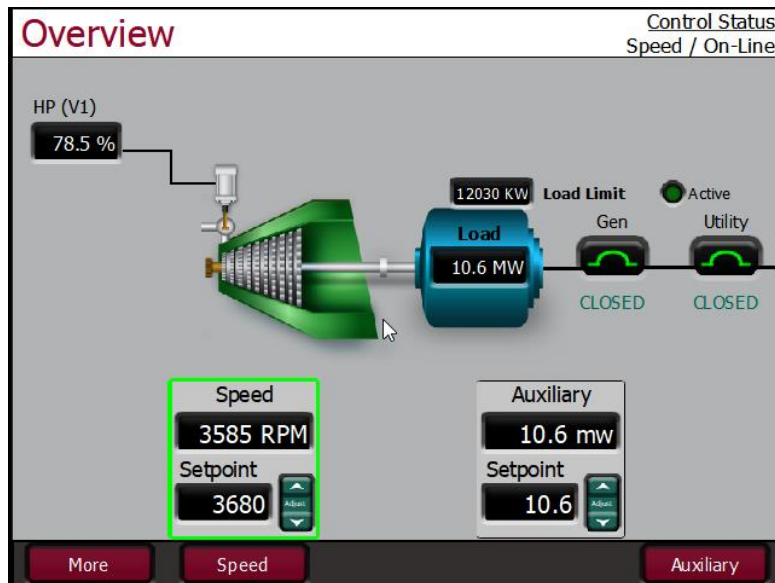 Overview
Control Status
Speed / On-Line
HP (V1)
78.5 %
12030 KW Load Limit Active
Load
10.6 MW
Gen Utility
CLOSED CLOSED
Speed
3585 RPM
Setpoint
3680 Adjust
Auxiliary
10.6 mw
Setpoint
10.6 Adjust
More Speed Auxiliary